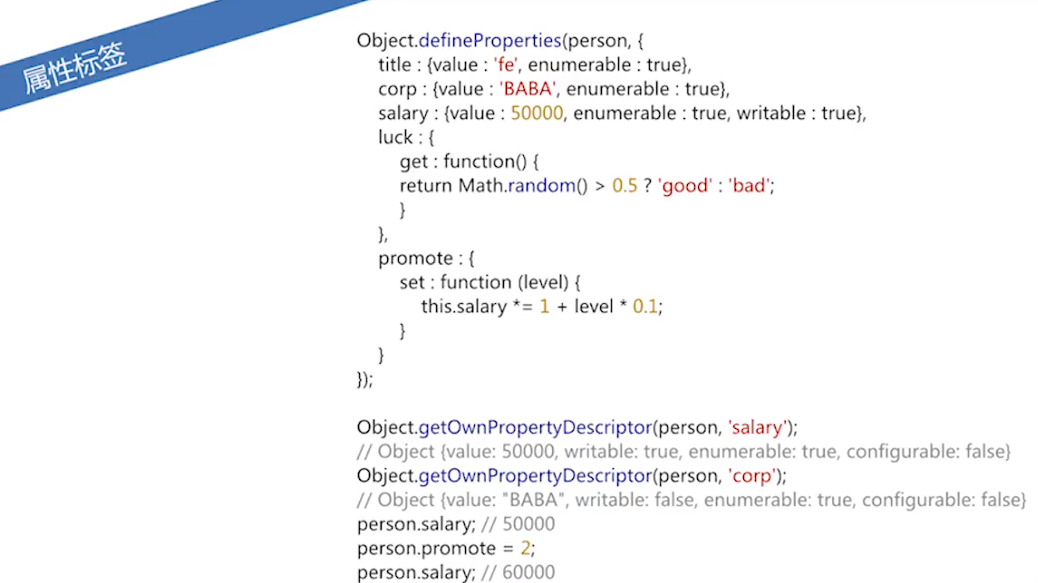 属性标签
Object.defineProperties(person, {
title : {value : 'fe', enumerable : true},
corp : {value : 'BABA', enumerable : true},
salary : {value : 50000, enumerable : true, writable : true},
luck : {
get : function() {
return Math.random() > 0.5 ? 'good' : 'bad';
}
},
promote : {
set : function (level) {
this.salary *= 1 + level * 0.1;
}
}
});
Object.getOwnPropertyDescriptor(person, 'salary');
// Object {value: 50000, writable: true, enumerable: true, configurable: false}
Object.getOwnPropertyDescriptor(person, 'corp');
// Object {value: "BABA", writable: false, enumerable: true, configurable: false}
person.salary; // 50000
person.promote = 2;
person.salary; // 60000